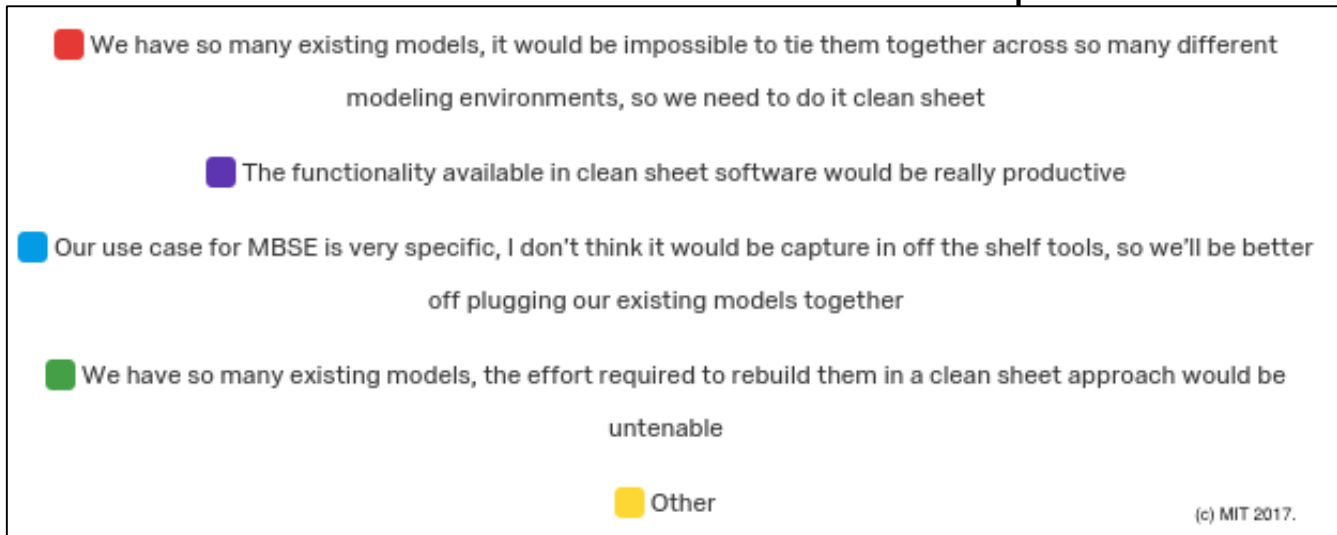 We have so many existing models, it would be impossible to tie them together across so many different
modeling environments, so we need to do it clean sheet
The functionality available in clean sheet software would be really productive
Our use case for MBSE is very specific, I don't think it would be capture in off the shelf tools, so we'll be better
off plugging our existing models together
We have so many existing models, the effort required to rebuild them in a clean sheet approach would be
untenable
Other
(c) MIT 2017.